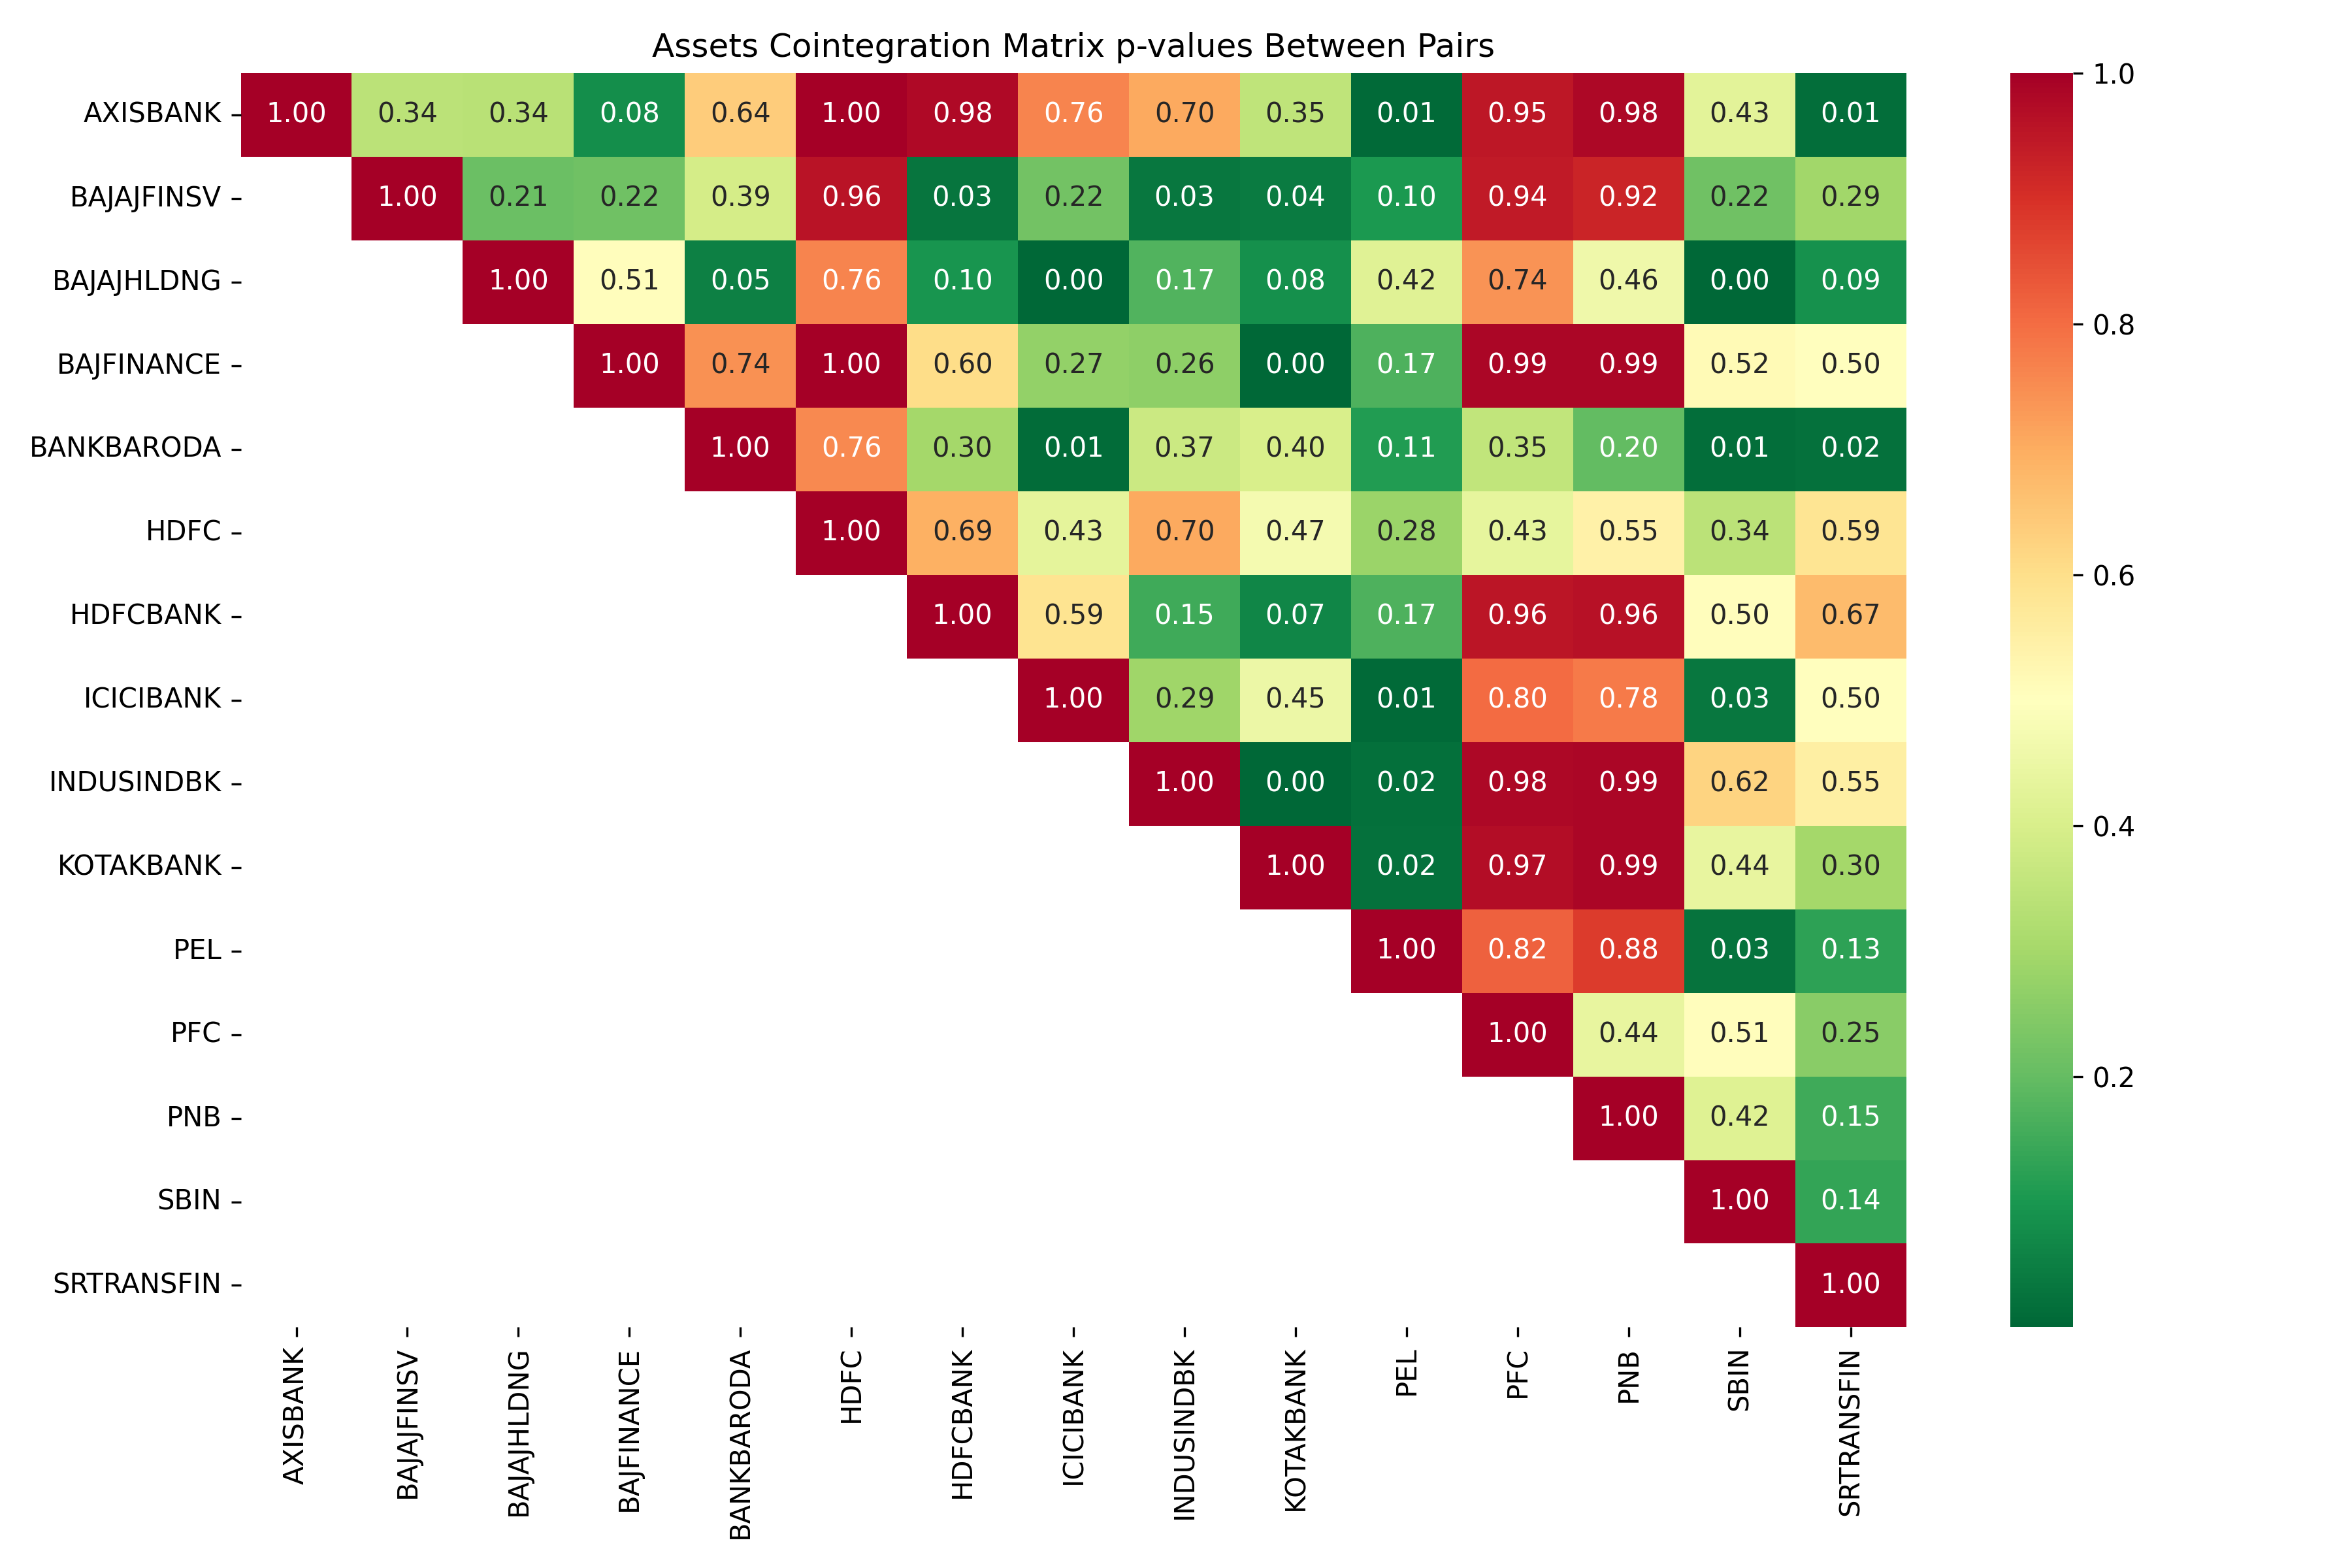 Assets Cointegration Matrix p-values Between Pairs
AXISBANK 1.00 0.34 0.34 0.08 0.64 1.00 0.98 0.76 0.70 0.35 0.01 0.95 0.98 0.43 0.01
BAJAJFINSV 1.00 0.21 0.22 0.39 0.96 0.03 0.22 0.03 0.04 0.10 0.94 0.92 0.22 0.29
BAJAJHLDNG 1.00 0.51 0.05 0.76 0.10 0.00 0.17 0.08 0.42 0.74 0.46 0.00 0.09
BAJFINANCE 1.00 0.74 1.00 0.60 0.27 0.26 0.00 0.17 0.99 0.99 0.52 0.50
BANKBARODA 1.00 0.76 0.30 0.01 0.37 0.40 0.11 0.35 0.20 0.01 0.02
HDFC 1.00 0.69 0.43 0.70 0.47 0.28 0.43 0.55 0.34 0.59
HDFCBANK 1.00 0.59 0.15 0.07 0.17 0.96 0.96 0.50 0.67
ICICIBANK 1.00 0.29 0.45 0.01 0.80 0.78 0.03 0.50
INDUSINDBK 1.00 0.00 0.02 0.98 0.99 0.62 0.55
KOTAKBANK 1.00 0.02 0.97 0.99 0.44 0.30
PEL 1.00 0.82 0.88 0.03 0.13
PFC 1.00 0.44 0.51 0.25
PNB 1.00 0.42 0.15
SBIN 1.00 0.14
SRTRANSFIN 1.00
AXISBANK
BAJAJFINSV
BAJAJHLDNG
BAJFINANCE
BANKBARODA
HDFC
HDFCBANK
ICICIBANK
INDUSINDBK
KOTAKBANK
PEL
PFC
PNB
SBIN
SRTRANSFIN
1.0
0.8
0.6
0.4
0.2